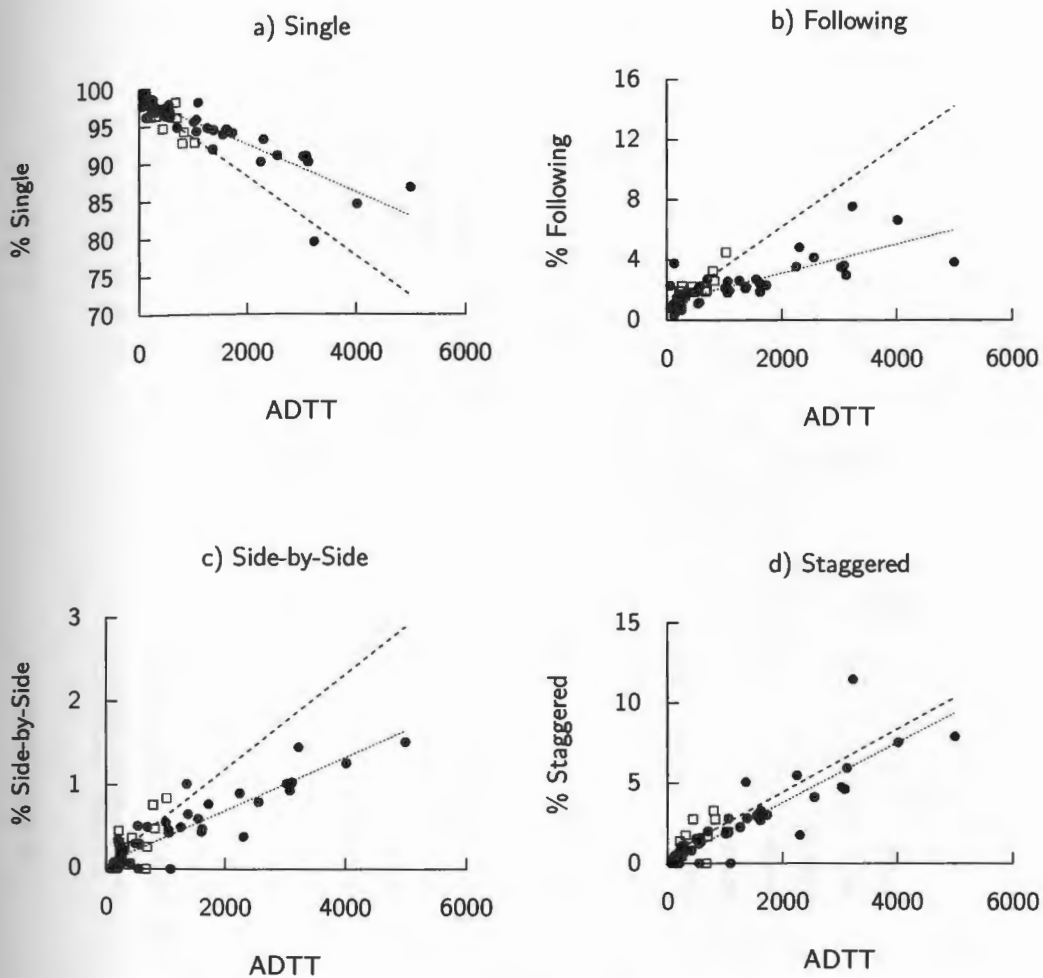 a) Single
% Single
100
95
90
85
80
75
70
0 2000 4000 6000
ADTT
b) Following
% Following
16
12
8
4
0
0 2000 4000 6000
ADTT
c) Side-by-Side
% Side-by-Side
3
2
1
0
0 2000 4000 6000
ADTT
d) Staggered
% Staggered
15
10
5
0
0 2000 4000 6000
ADTT